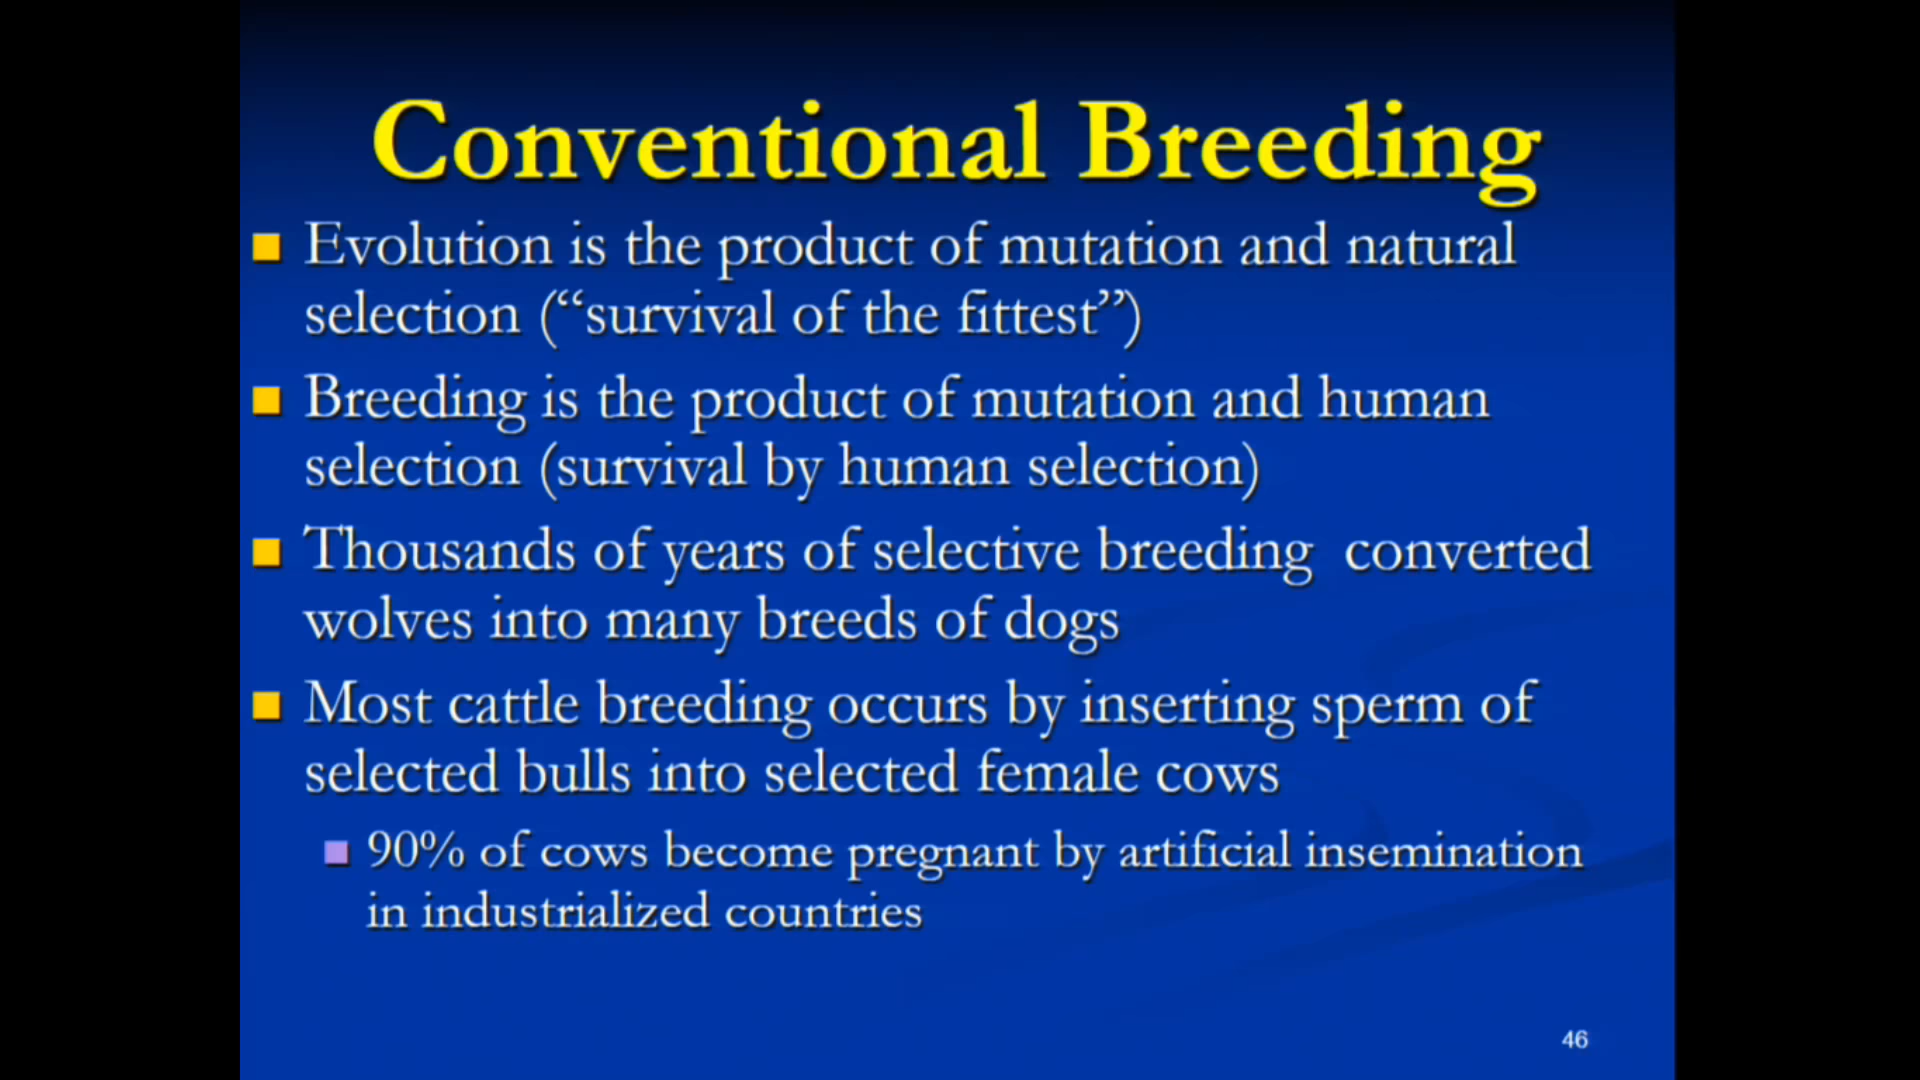 Conventional Breeding
Evolution is the product of mutation and natural
selection (“survival of the fittest”)
Breeding is the product of mutation and human
selection (survival by human selection)
Thousands of years of selective breeding  converted
wolves into many breeds of dogs
Most cattle breeding occurs by inserting sperm of
selected bulls into selected female cows
90% of cows become pregnant by artificial insemination
in industrialized countries
46